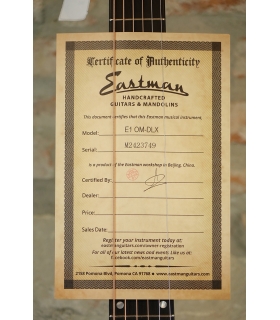 Certificate of Authenticity
Eastman
HANDCRAFTED
GUITARS & MANDOLINS
This document certifies that this Eastman musical instrument,
Model: E1 OM-DLX
Serial: M2423749
is a product of the Eastman workshop in Beijing, China.
Certified By:
Dealer:
Price:
Sales Date:
Register your instrument today at
eastmanguitars.com/owner-registration
For all of our latest news and events: Like us at:
facebook.com/eastmanguitars
2158 Pomona Blvd, Pomona CA 91768 • www.eastmanguitars.com